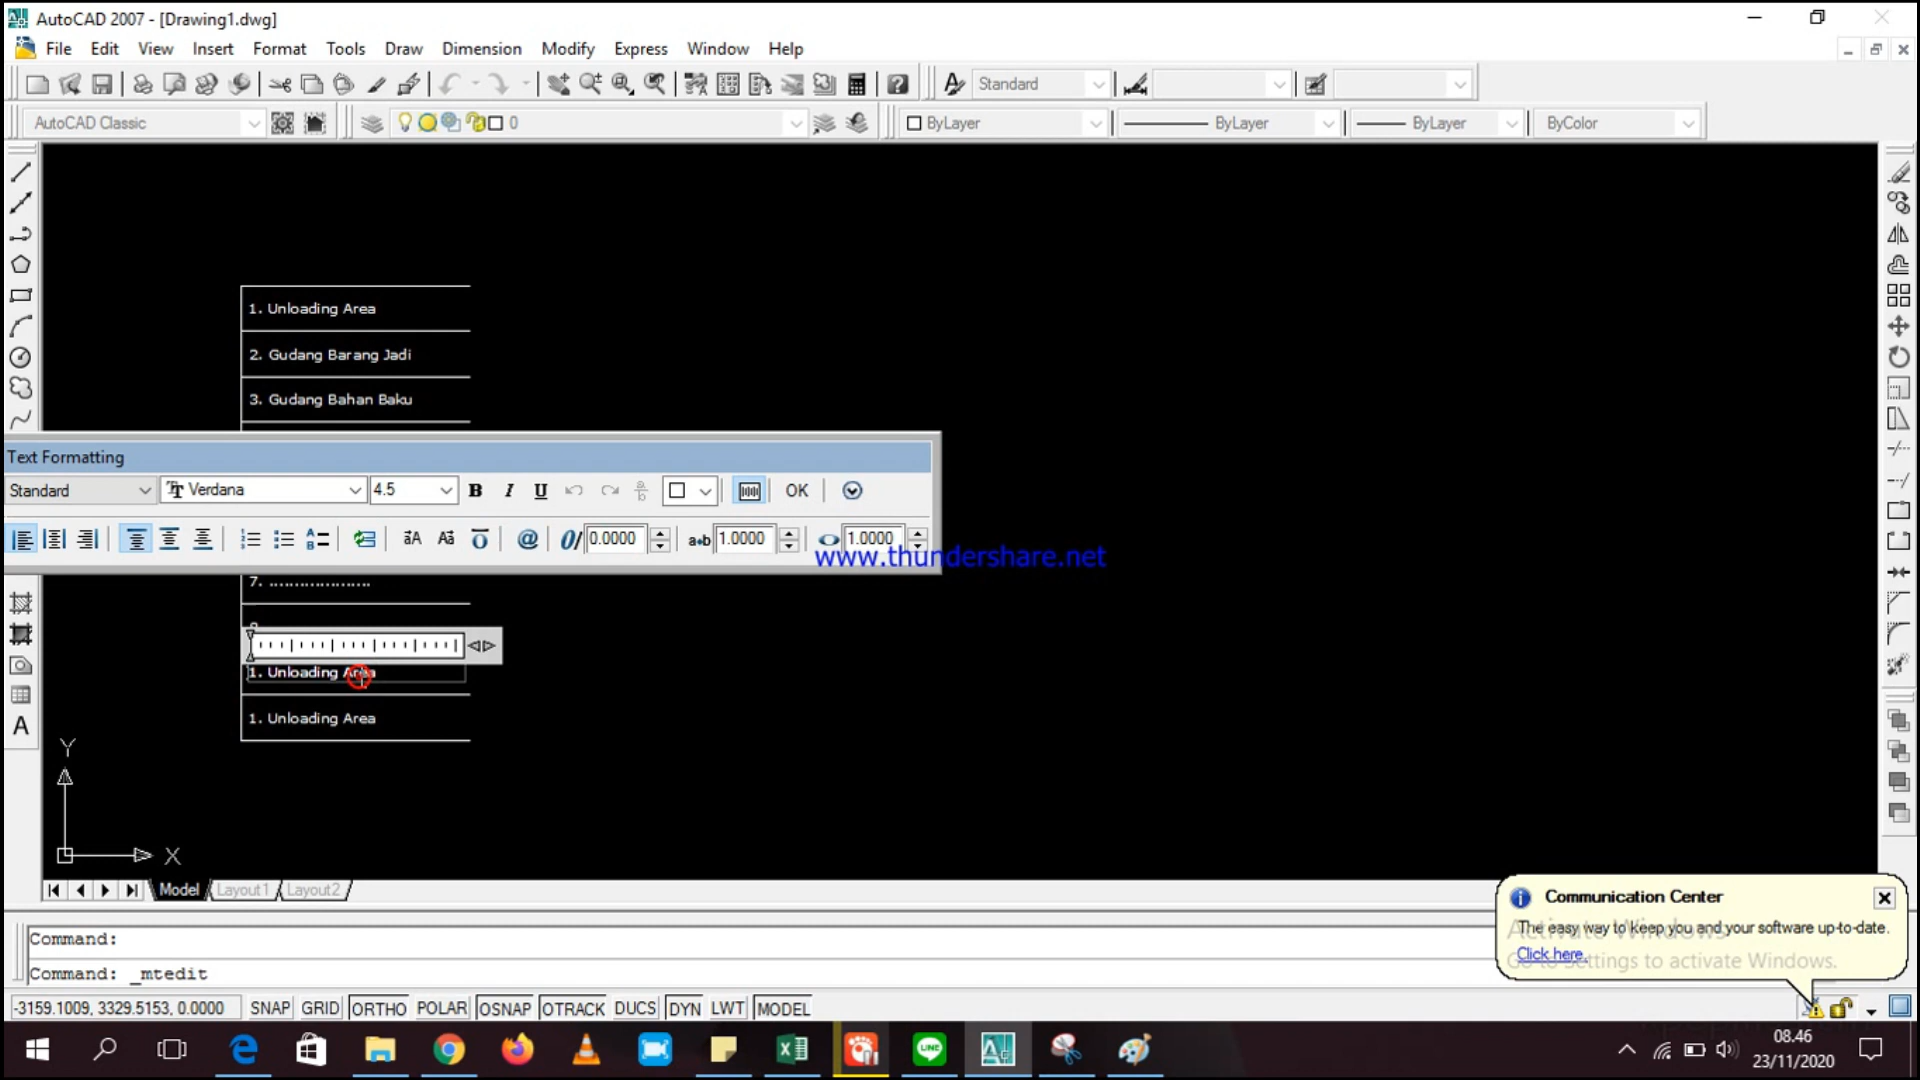 AutoCAD 2007 - [Drawing1.dwg]
File Edit View Insert Format Tools Draw Dimension Modify Express Window Help
Standard
AutoCAD Classic 0 ByLayer ByLayer ByLayer ByColor
1. Unloading Area
2. Gudang Barang Jadi
3. Gudang Bahan Baku
Text Formatting
Standard Verdana 4.5 B I U OK
@ 0/ 0.0000 a•b 1.0000 1.0000
www.thundershare.net
7. ....................
1. Unloading Area
1. Unloading Area
Y
X
Model Layout1 Layout2
Command:
Command: _mtedit
Communication Center
The easy way to keep you and your software up-to-date.
Click here.
Activate Windows
Go to Settings to activate Windows.
-3159.1009, 3329.5153, 0.0000 SNAP GRID ORTHO POLAR OSNAP OTRACK DUCS DYN LWT MODEL
LINE
08.46
23/11/2020